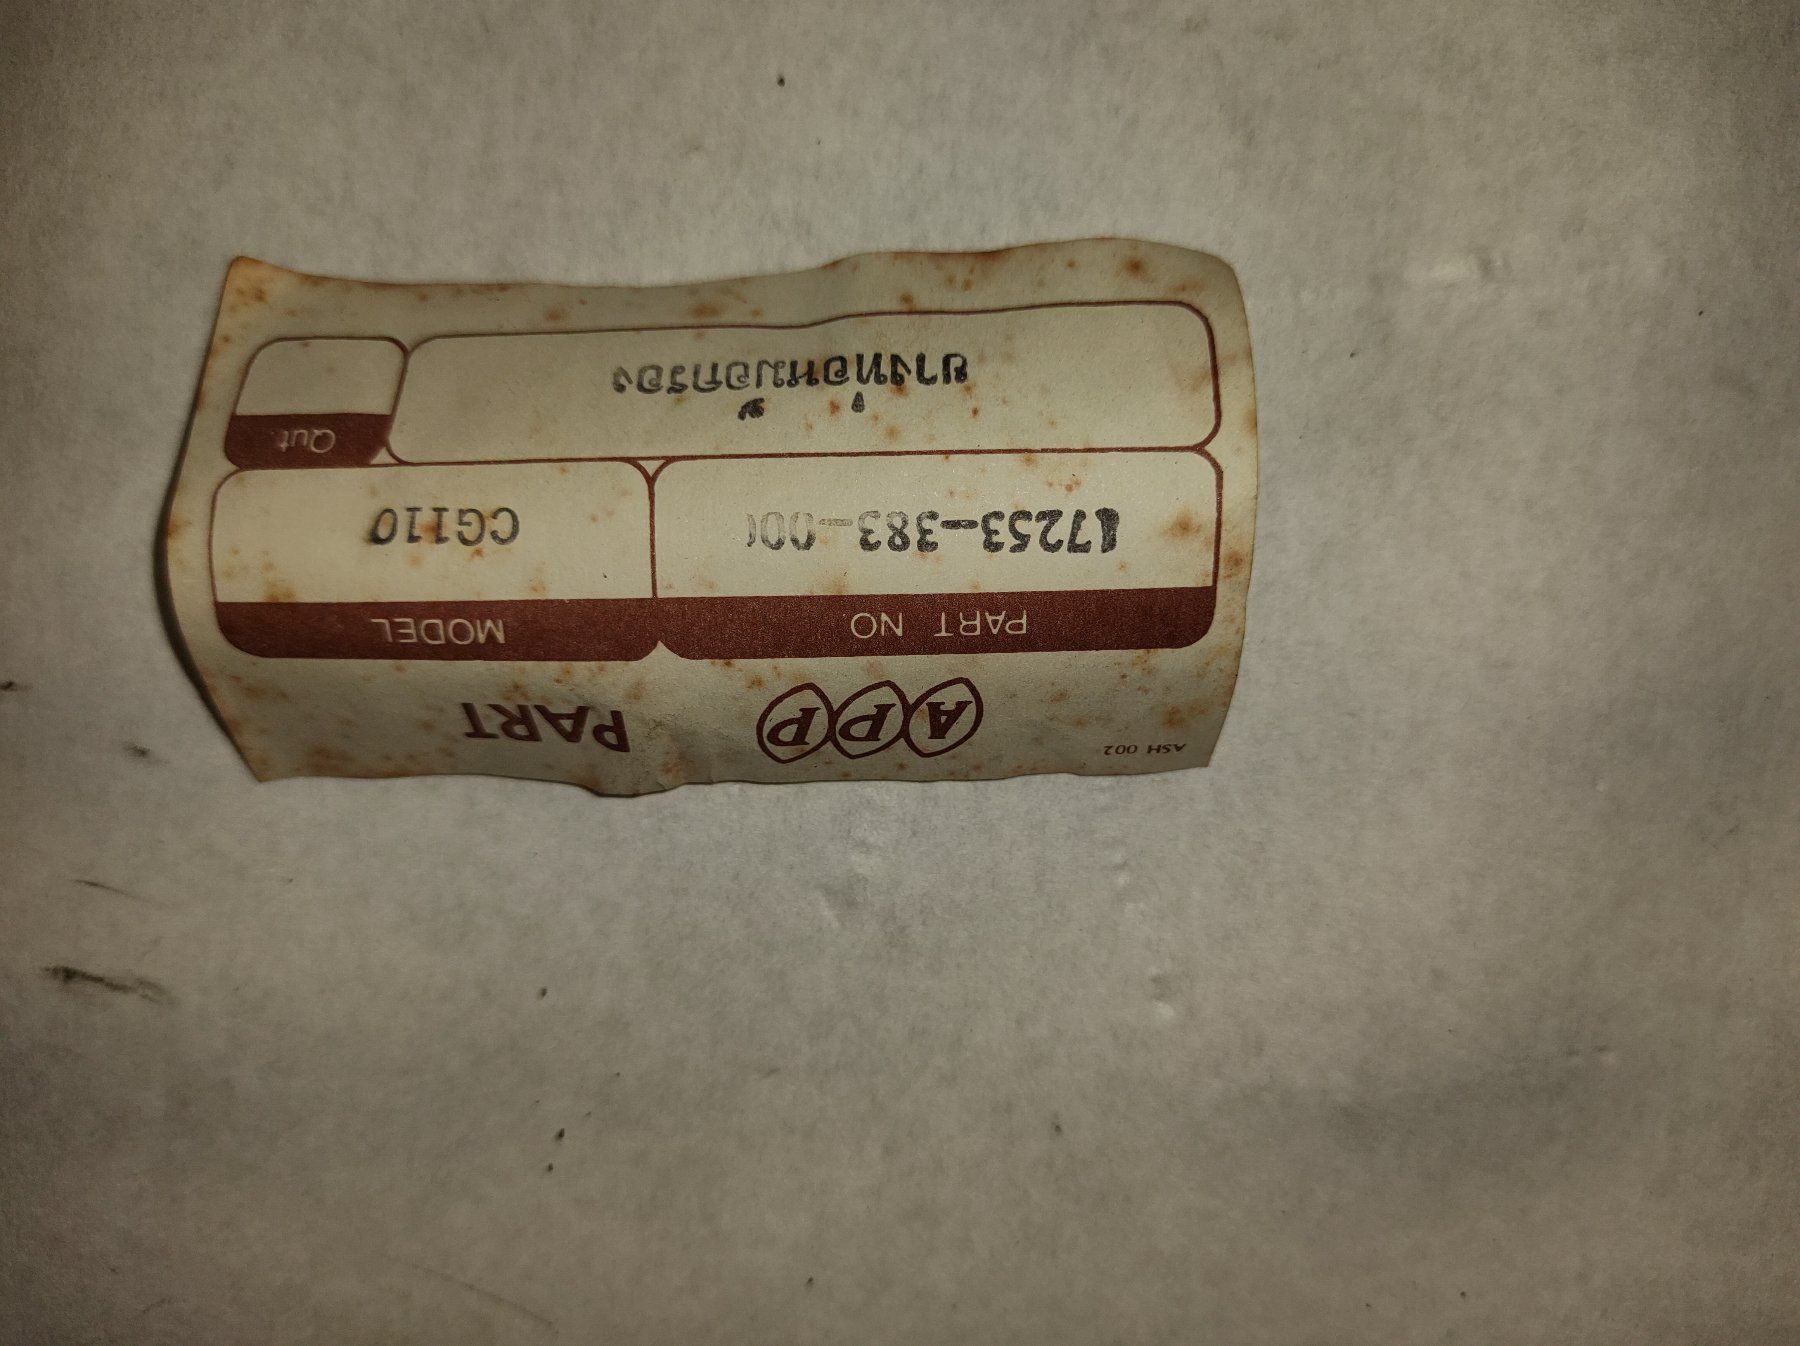 ASH 002 APP PART
PART NO. MODEL
17253-383-000 CG110
ยางท่อหม้อกรอง Qut.